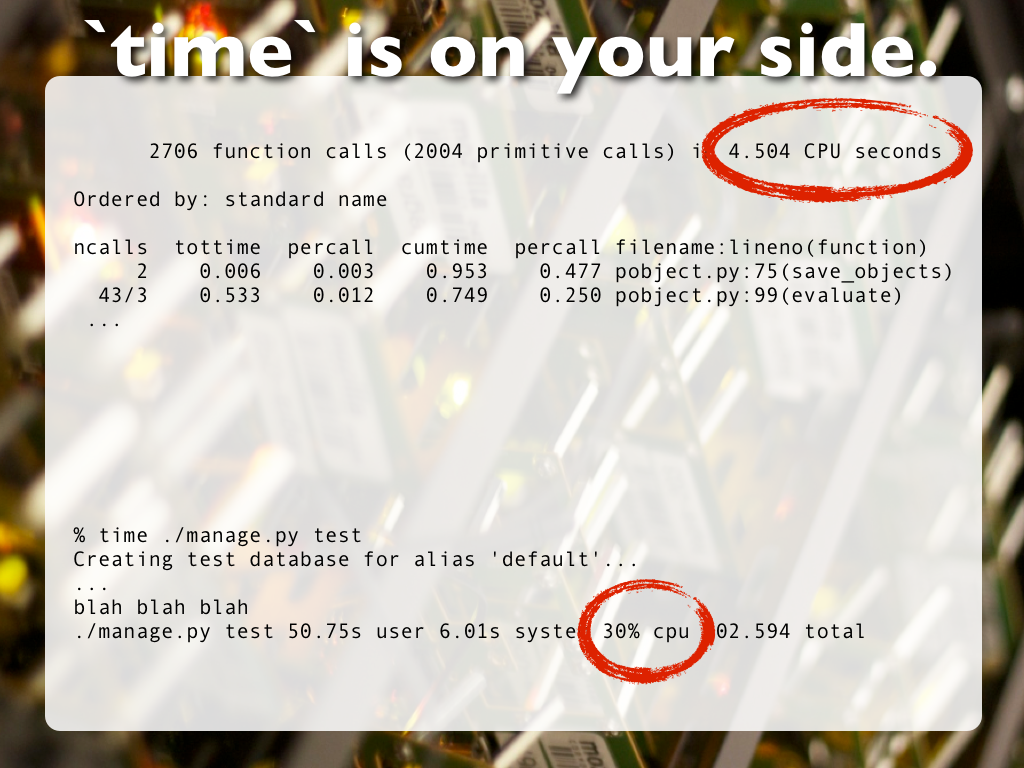 `time` is on your side.
2706 function calls (2004 primitive calls) i 4.504 CPU seconds
Ordered by: standard name
ncalls tottime percall cumtime percall filename:lineno(function)
2 0.006 0.003 0.953 0.477 pobject.py:75(save_objects)
43/3 0.533 0.012 0.749 0.250 pobject.py:99(evaluate)
...
% time ./manage.py test
Creating test database for alias 'default'...
...
blah blah blah
./manage.py test 50.75s user 6.01s syste 30% cpu 02.594 total